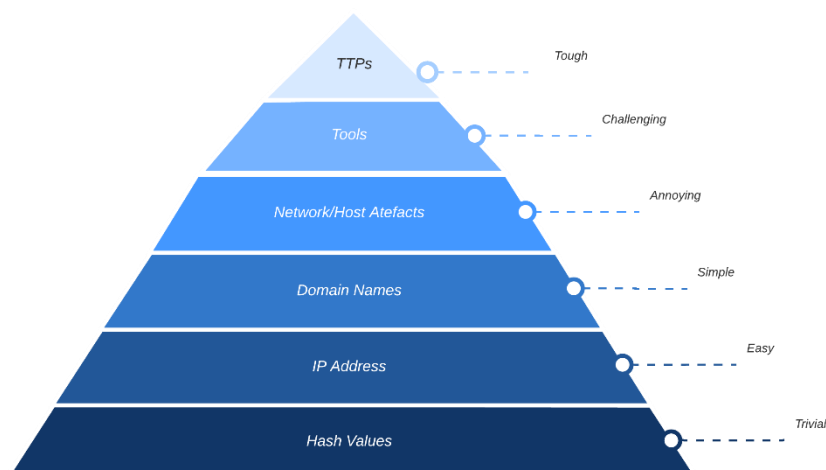 TTPs
Tough
Tools
Challenging
Network/Host Atefacts
Annoying
Domain Names
Simple
IP Address
Easy
Hash Values
Trivial